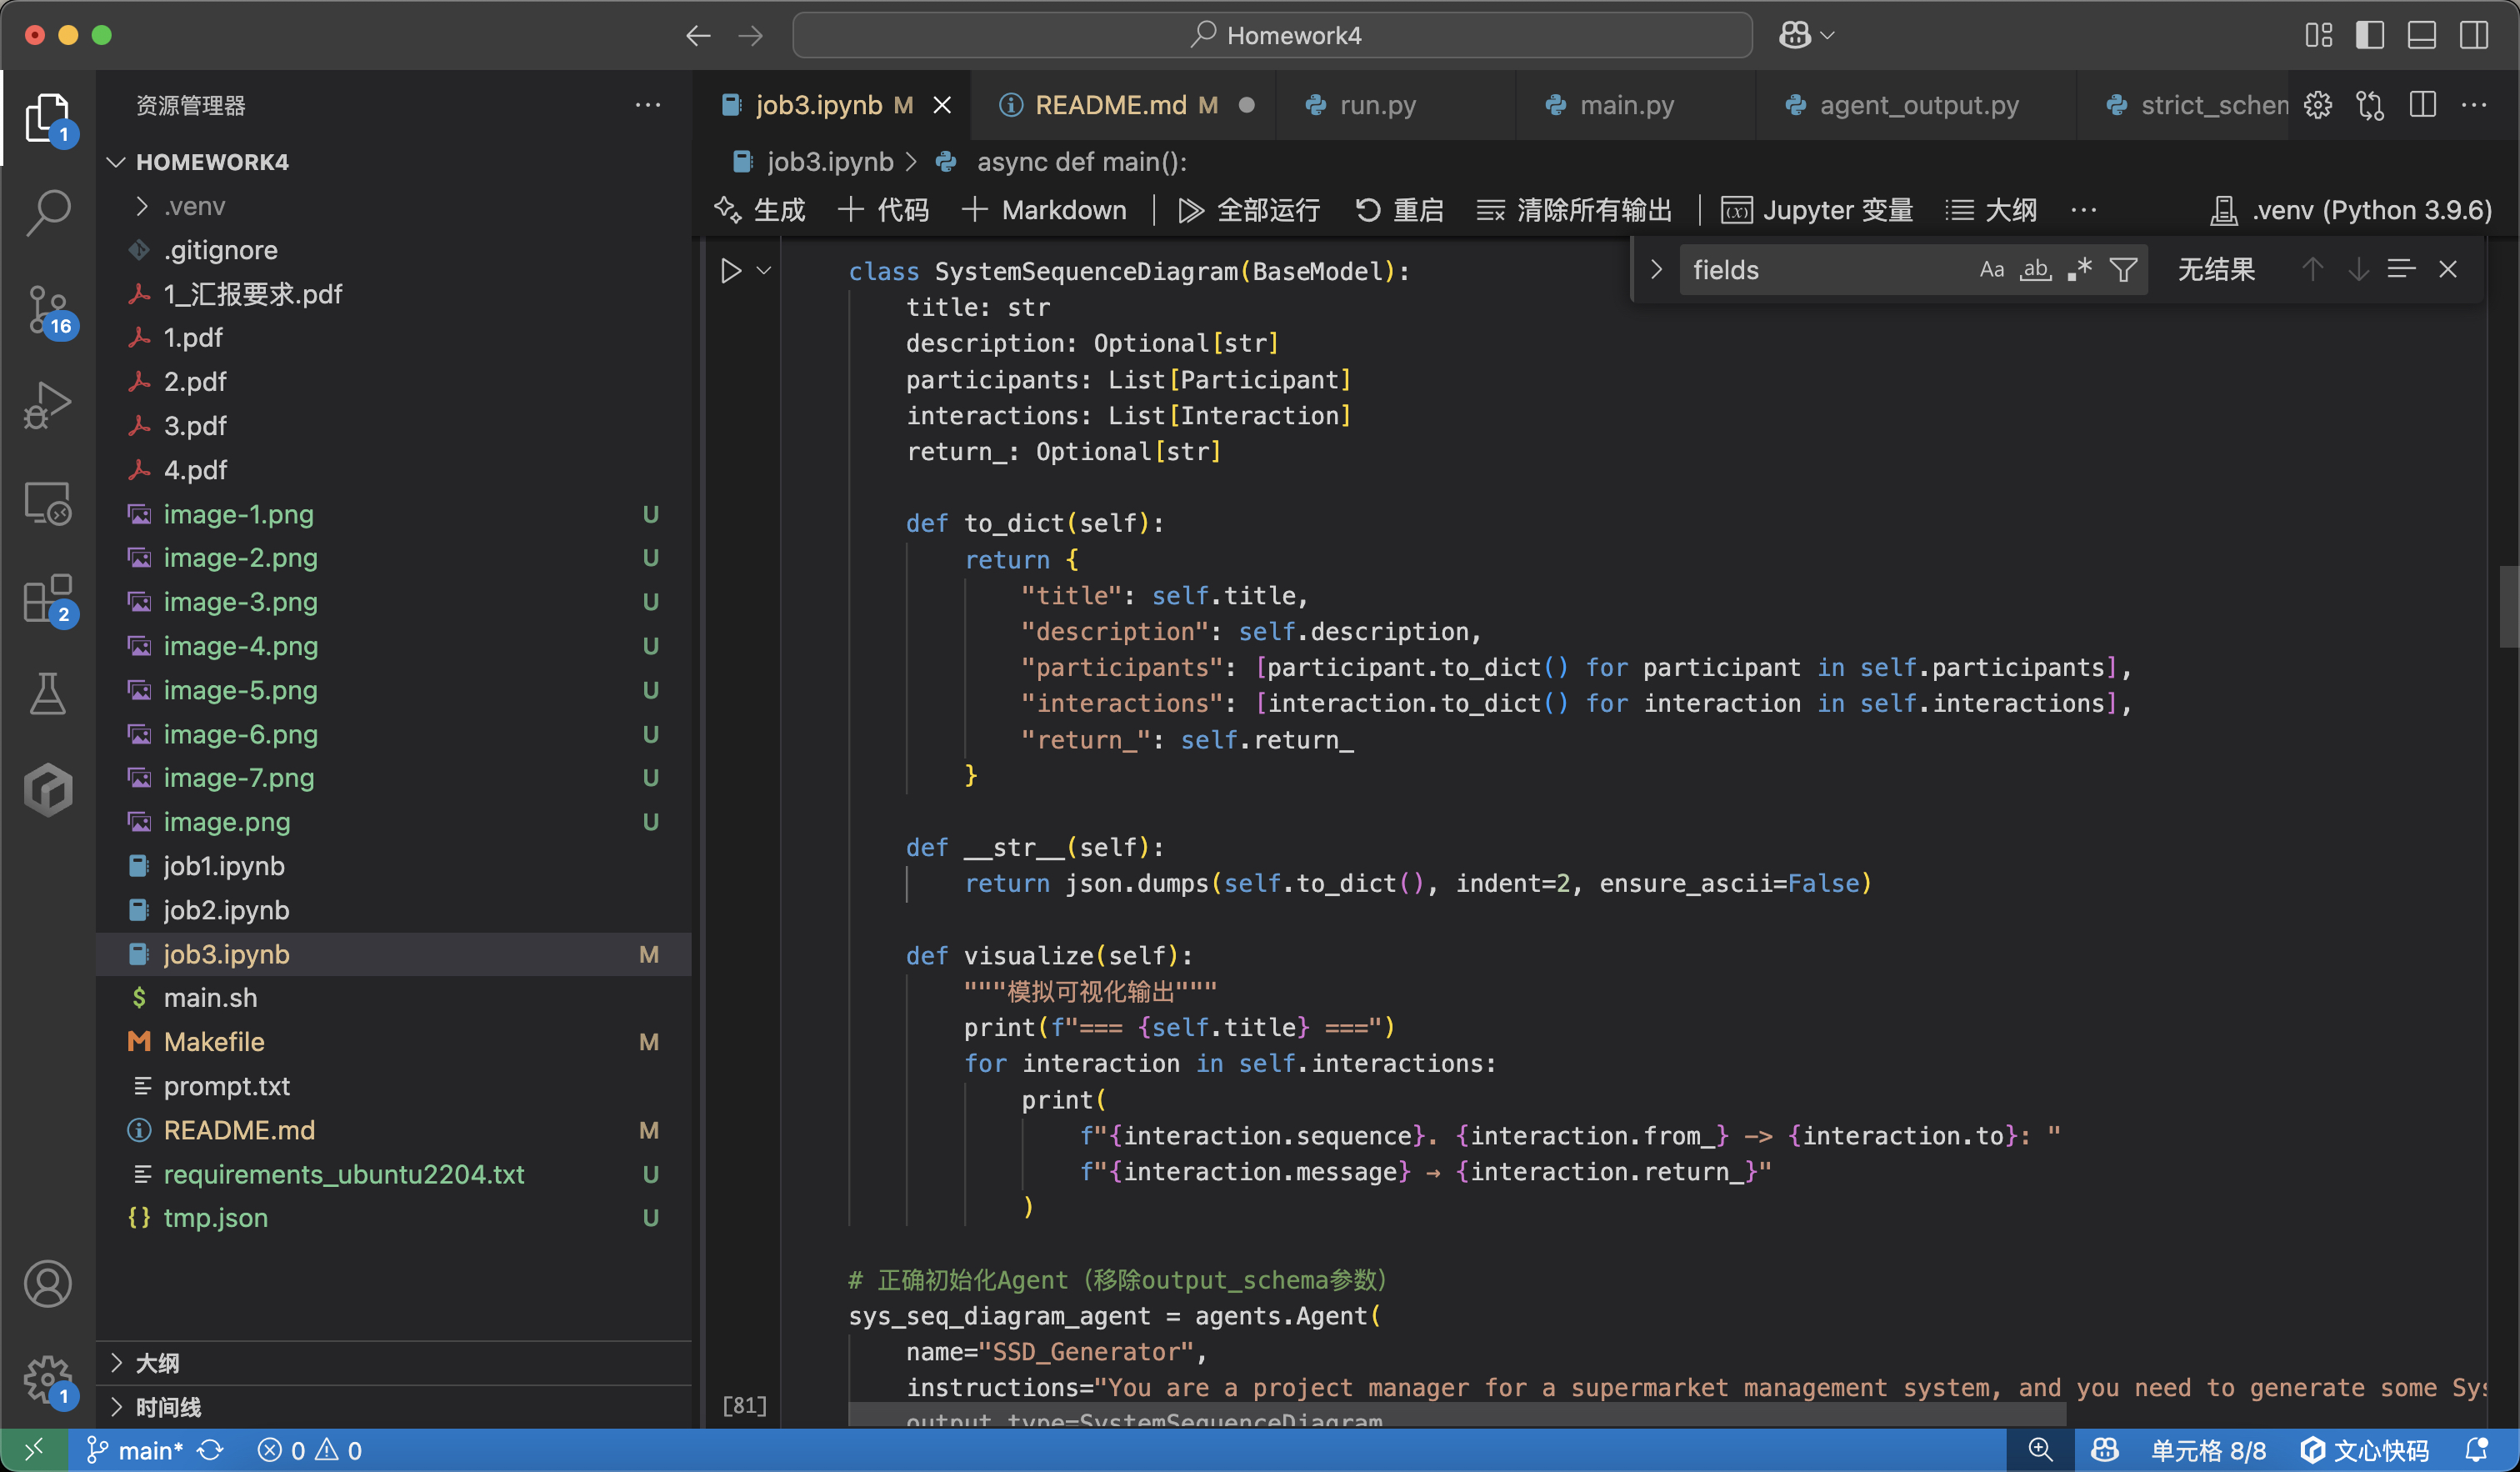 Homework4
资源管理器
HOMEWORK4
.venv
.gitignore
1_汇报要求.pdf
1.pdf
2.pdf
3.pdf
4.pdf
image-1.png U
image-2.png U
image-3.png U
image-4.png U
image-5.png U
image-6.png U
image-7.png U
image.png U
job1.ipynb
job2.ipynb
job3.ipynb M
main.sh
Makefile M
prompt.txt
README.md M
requirements_ubuntu2204.txt U
tmp.json U
大纲
时间线
1
16
2
1
job3.ipynb M
README.md M
run.py
main.py
agent_output.py
strict_schem
job3.ipynb > async def main():
生成
代码
Markdown
全部运行
重启
清除所有输出
Jupyter 变量
大纲
.venv (Python 3.9.6)
fields
Aa
ab
无结果
class SystemSequenceDiagram(BaseModel):
title: str
description: Optional[str]
participants: List[Participant]
interactions: List[Interaction]
return_: Optional[str]
def to_dict(self):
return {
"title": self.title,
"description": self.description,
"participants": [participant.to_dict() for participant in self.participants],
"interactions": [interaction.to_dict() for interaction in self.interactions],
"return_": self.return_
}
def __str__(self):
return json.dumps(self.to_dict(), indent=2, ensure_ascii=False)
def visualize(self):
"""模拟可视化输出"""
print(f"=== {self.title} ===")
for interaction in self.interactions:
print(
f"{interaction.sequence}. {interaction.from_} -> {interaction.to}: "
f"{interaction.message} → {interaction.return_}"
)
# 正确初始化Agent（移除output_schema参数）
sys_seq_diagram_agent = agents.Agent(
name="SSD_Generator",
instructions="You are a project manager for a supermarket management system, and you need to generate some Sys
output_type=SystemSequenceDiagram
[81]
main*
0
0
单元格 8/8
文心快码